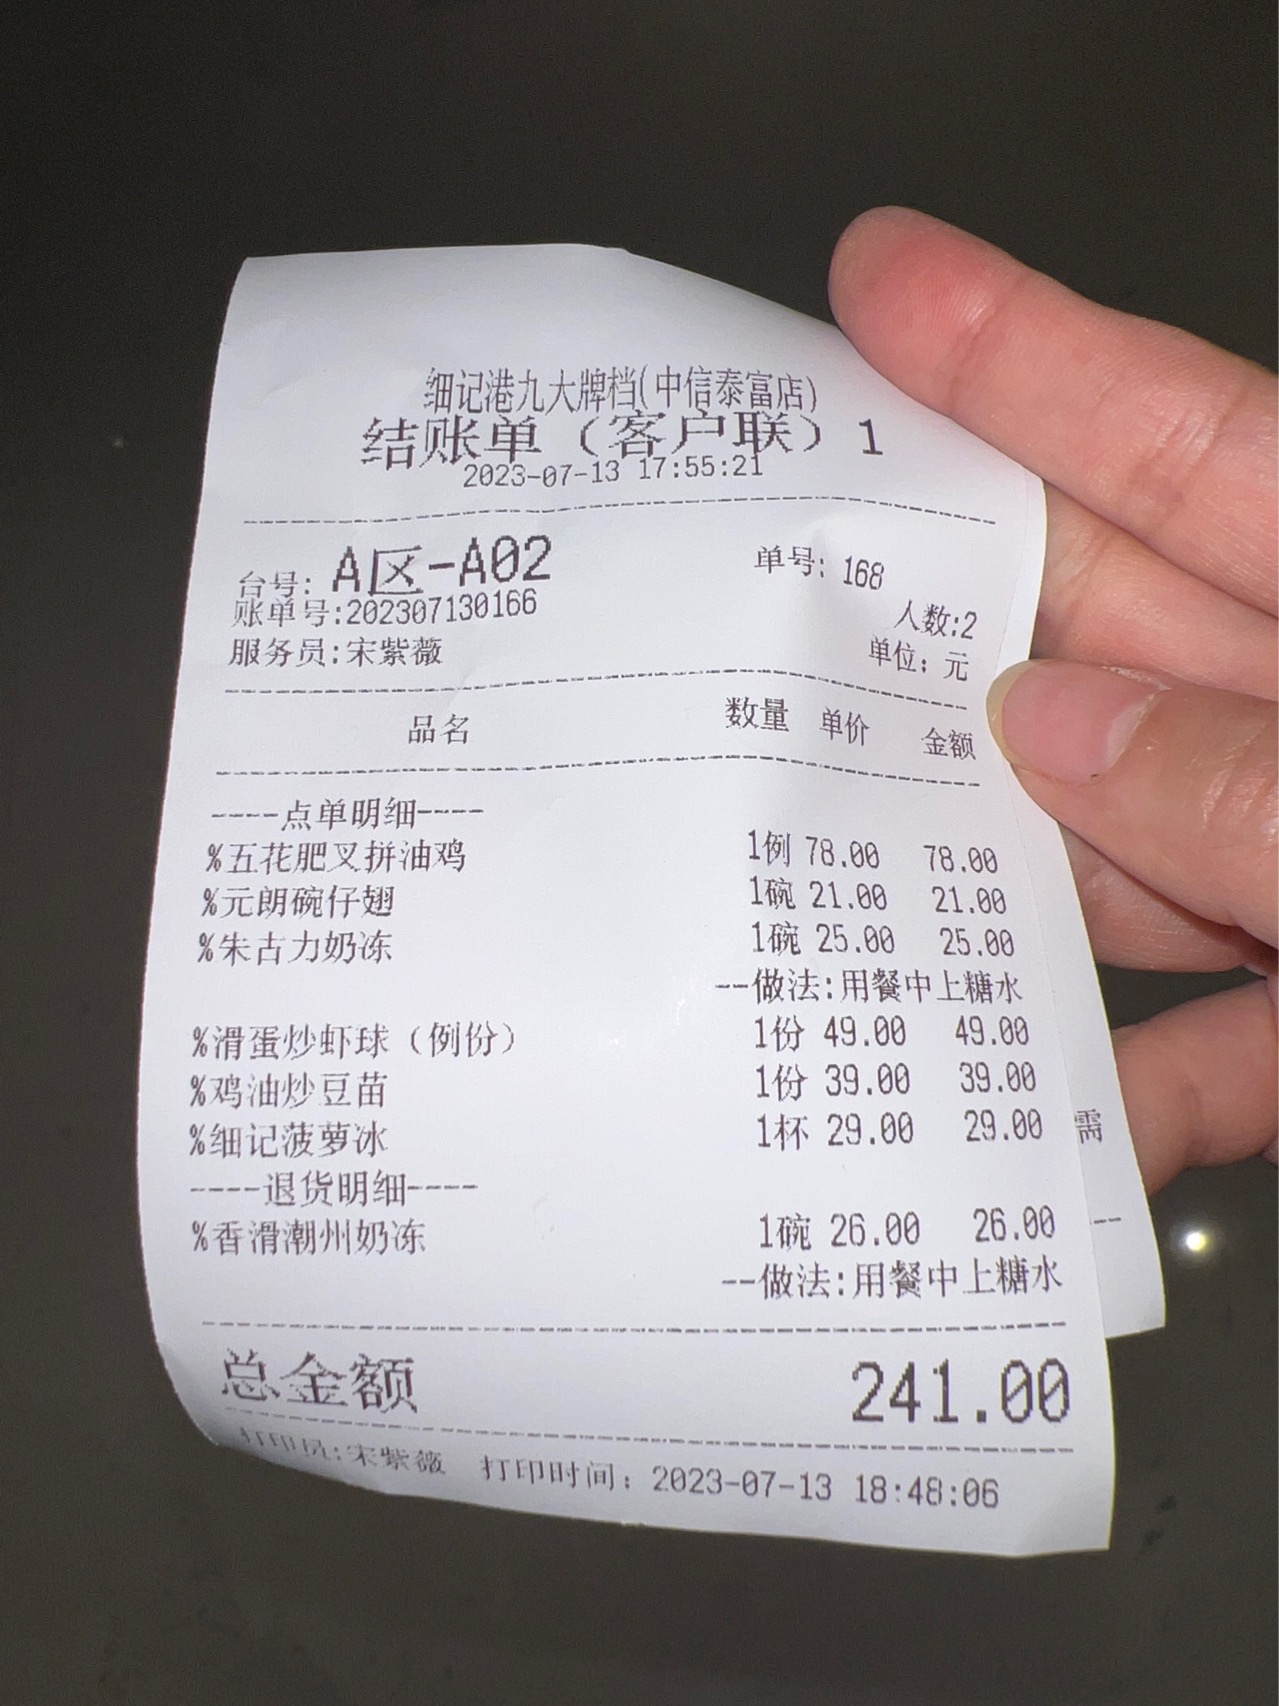 细记港九大牌档(中信泰富店)
结账单（客户联）1
2023-07-13 17:55:21
台号: A区-A02 单号: 168
账单号:202307130166 人数:2
服务员:宋紫薇 单位: 元
品名 数量 单价 金额
----点单明细----
%五花肥叉拼油鸡 1例 78.00 78.00
%元朗碗仔翅 1碗 21.00 21.00
%朱古力奶冻 1碗 25.00 25.00
--做法:用餐中上糖水
%滑蛋炒虾球（例份） 1份 49.00 49.00
%鸡油炒豆苗 1份 39.00 39.00
%细记菠萝冰 1杯 29.00 29.00
需
----退货明细----
%香滑潮州奶冻 1碗 26.00 26.00
--做法:用餐中上糖水
总金额 241.00
打印员:宋紫薇 打印时间: 2023-07-13 18:48:06